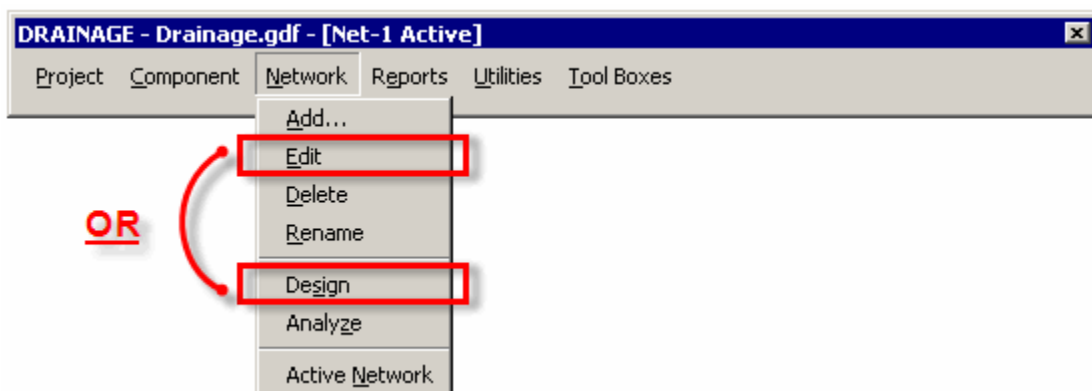 DRAINAGE - Drainage.gdf - [Net-1 Active]
Project Component Network Reports Utilities Tool Boxes
Add...
Edit
Delete
Rename
OR
Design
Analyze
Active Network